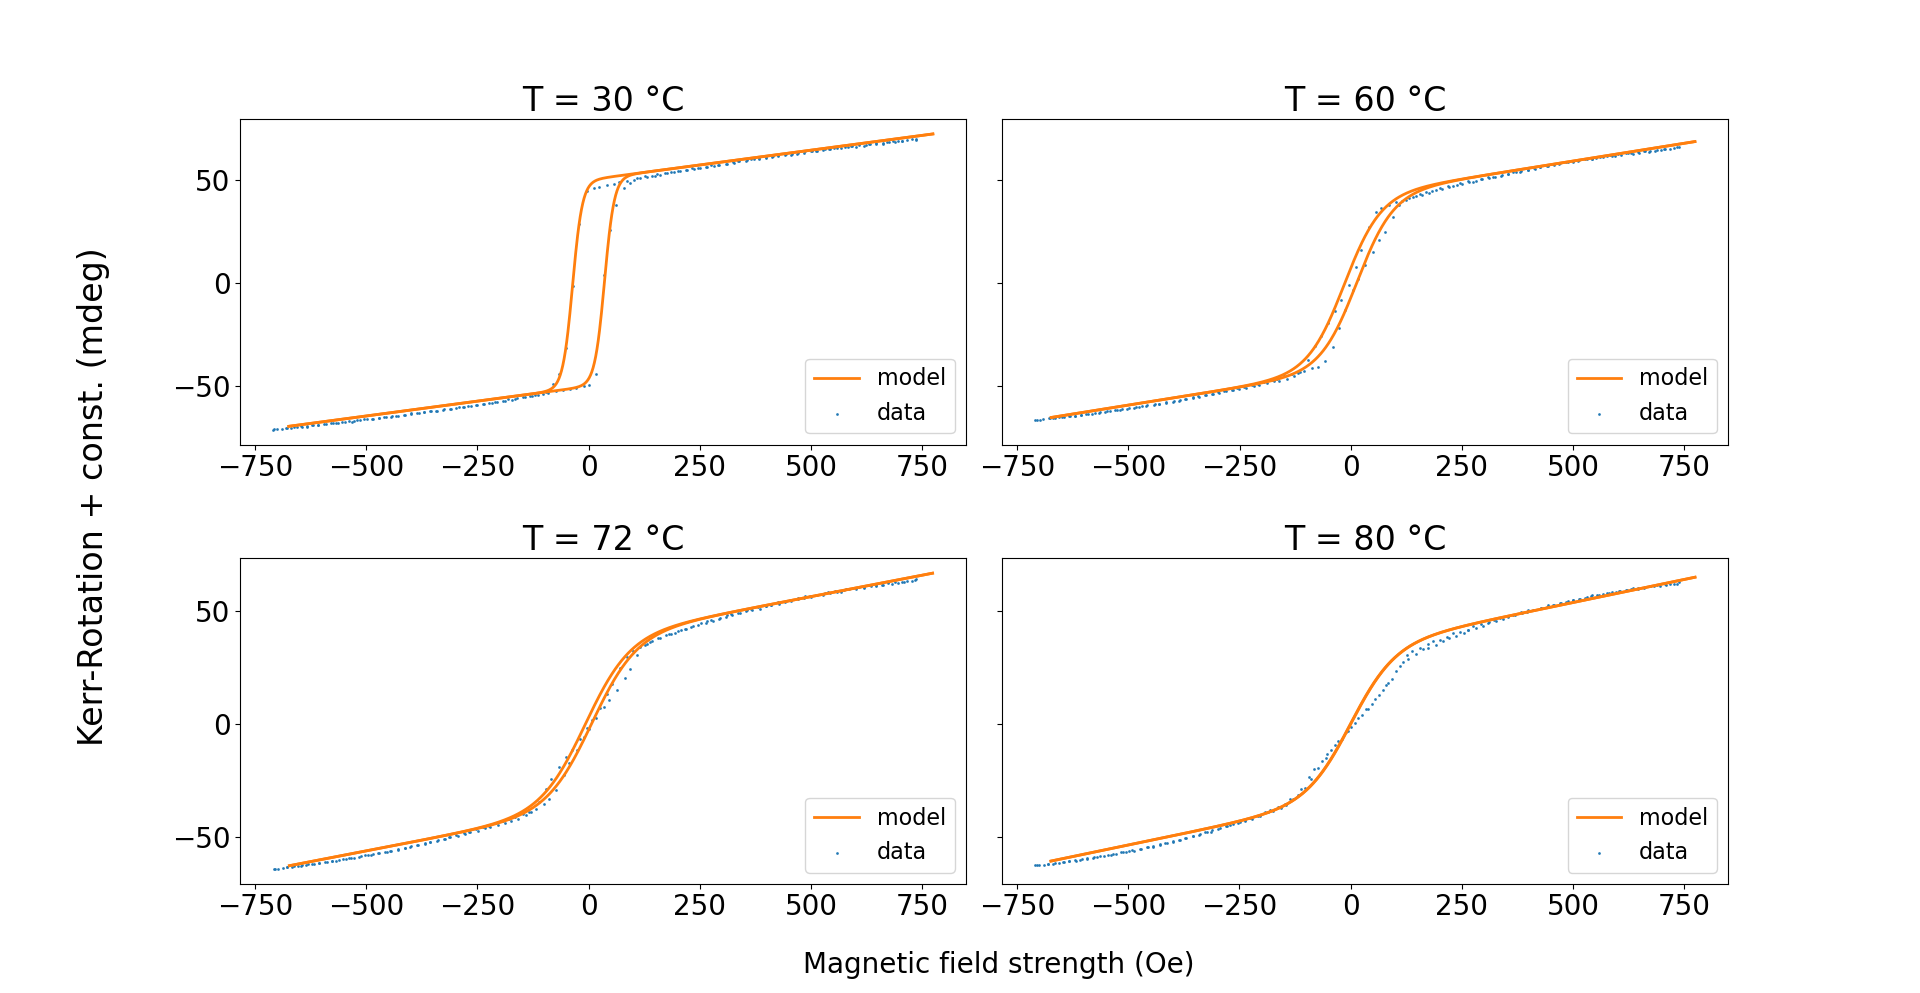 T = 30 °C
T = 60 °C
50
0
−50
model
data
model
data
−750 −500 −250 0 250 500 750
−750 −500 −250 0 250 500 750
Kerr-Rotation + const. (mdeg)
T = 72 °C
T = 80 °C
50
0
−50
model
data
model
data
−750 −500 −250 0 250 500 750
−750 −500 −250 0 250 500 750
Magnetic field strength (Oe)